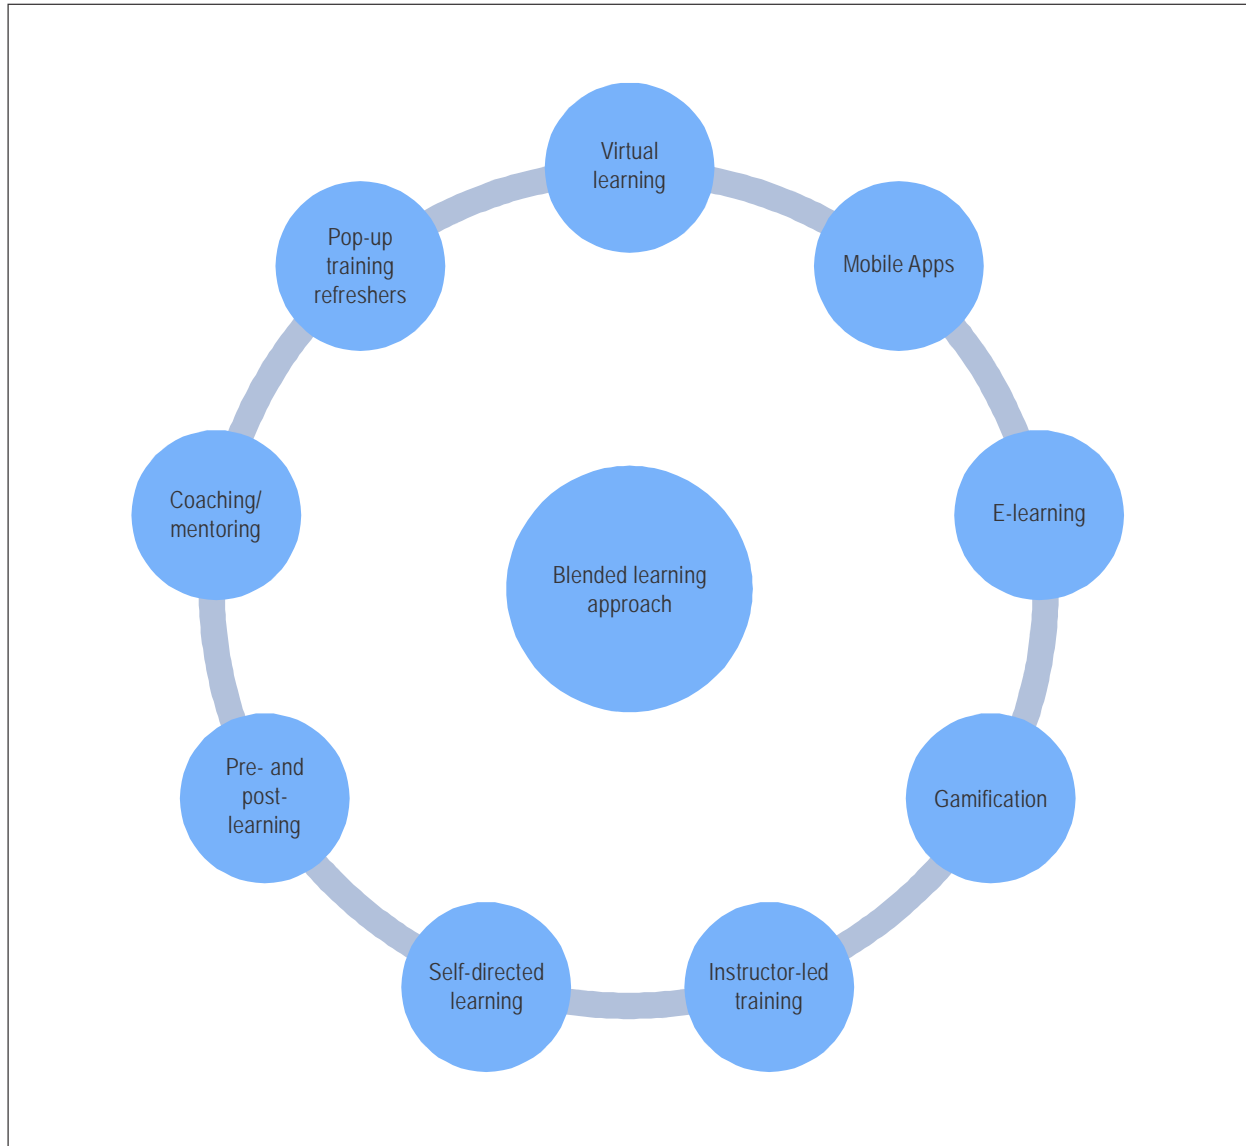 Virtual
learning
Mobile Apps
E-learning
Gamification
Instructor-led
training
Self-directed
learning
Pre- and
post-
learning
Coaching/
mentoring
Pop-up
training
refreshers
Blended learning
approach